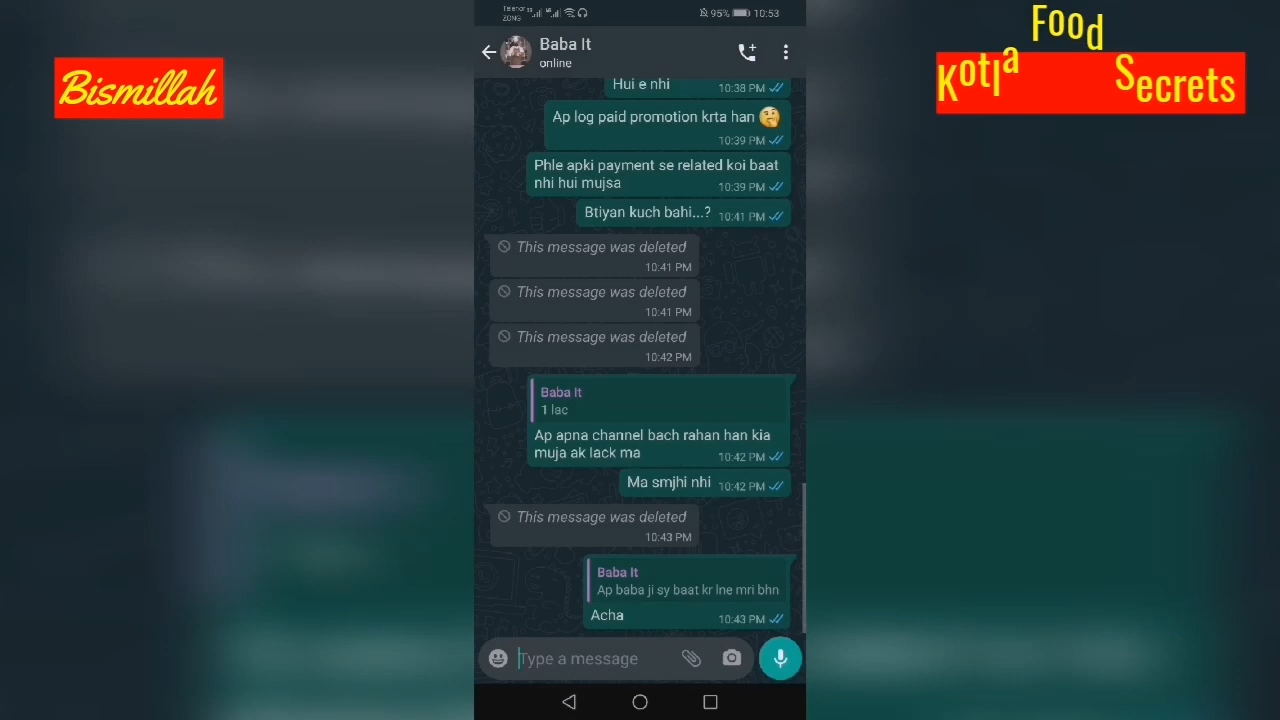 Bismillah
Kotla Food Secrets
Telenor
ZONG
95%
10:53
Baba It
online
Hui e nhi
10:38 PM
Ap log paid promotion krta han 🤔
10:39 PM
Phle apki payment se related koi baat
nhi hui mujsa
10:39 PM
Btiyan kuch bahi...?
10:41 PM
This message was deleted
10:41 PM
This message was deleted
10:41 PM
This message was deleted
10:42 PM
Baba It
1 lac
Ap apna channel bach rahan han kia
muja ak lack ma
10:42 PM
Ma smjhi nhi
10:42 PM
This message was deleted
10:43 PM
Baba It
Ap baba ji sy baat kr lne mri bhn
Acha
10:43 PM
Type a message